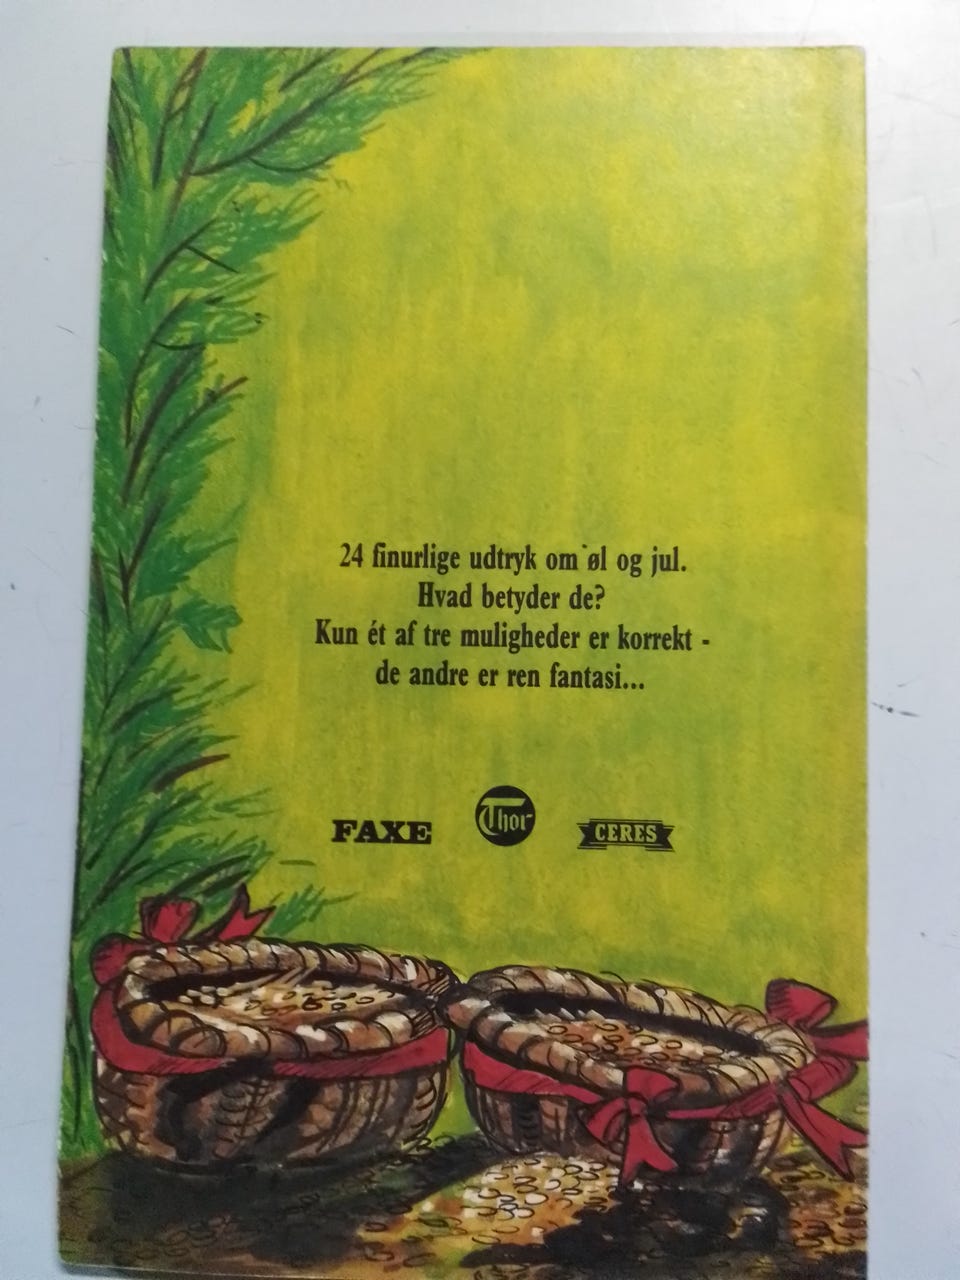 24 finurlige udtryk om øl og jul.
Hvad betyder de?
Kun ét af tre muligheder er korrekt -
de andre er ren fantasi...
FAXE Thor CERES